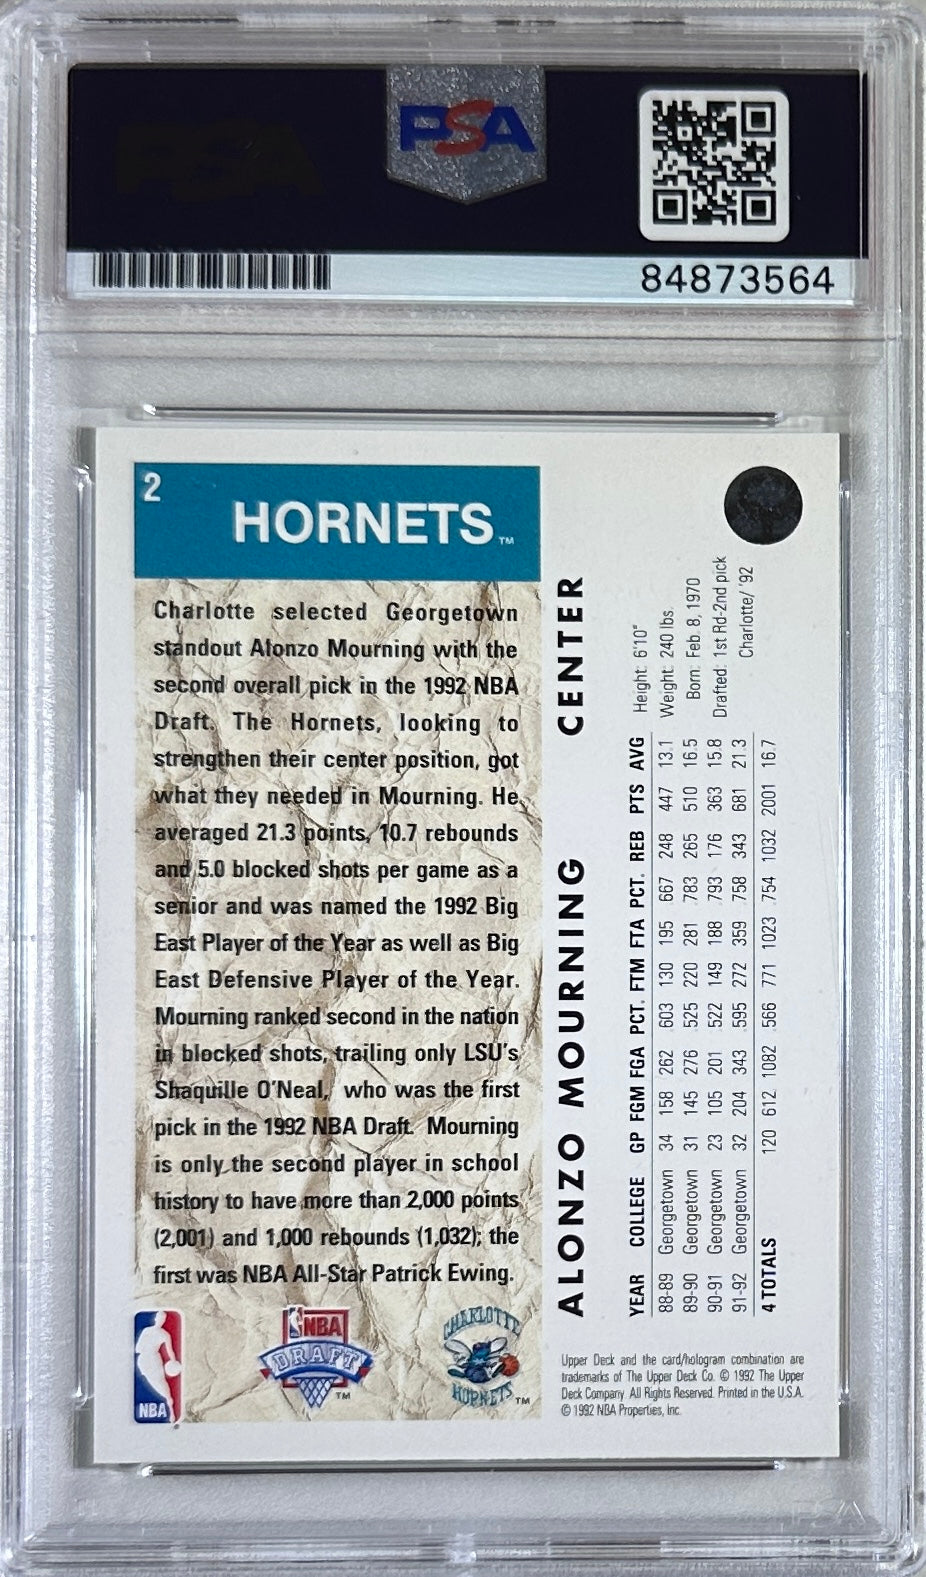 PSA
84873564
2
HORNETS™
Charlotte selected Georgetown
standout Alonzo Mourning with the
second overall pick in the 1992 NBA
Draft. The Hornets, looking to
strengthen their center position, got
what they needed in Mourning. He
averaged 21.3 points, 10.7 rebounds
and 5.0 blocked shots per game as a
senior and was named the 1992 Big
East Player of the Year as well as Big
East Defensive Player of the Year.
Mourning ranked second in the nation
in blocked shots, trailing only LSU's
Shaquille O'Neal, who was the first
pick in the 1992 NBA Draft. Mourning
is only the second player in school
history to have more than 2,000 points
(2,001) and 1,000 rebounds (1,032); the
first was NBA All-Star Patrick Ewing.
NBA
NBA
DRAFT™
CHARLOTTE
HORNETS™
ALONZO MOURNING CENTER
Height: 6'10"
Weight: 240 lbs.
Born: Feb. 8, 1970
Drafted: 1st Rd-2nd pick
Charlotte/ '92
YEAR COLLEGE GP FGM FGA PCT. FTM FTA PCT. REB PTS AVG
88-89 Georgetown 34 158 262 .603 130 195 .667 248 447 13.1
89-90 Georgetown 31 145 276 .525 220 281 .783 265 510 16.5
90-91 Georgetown 23 105 201 .522 149 188 .793 176 363 15.8
91-92 Georgetown 32 204 343 .595 272 359 .758 343 681 21.3
4 TOTALS 120 612 1082 .566 771 1023 .754 1032 2001 16.7
Upper Deck and the card/hologram combination are
trademarks of The Upper Deck Co. © 1992 The Upper
Deck Company. All Rights Reserved. Printed in the U.S.A.
© 1992 NBA Properties, Inc.
PSA